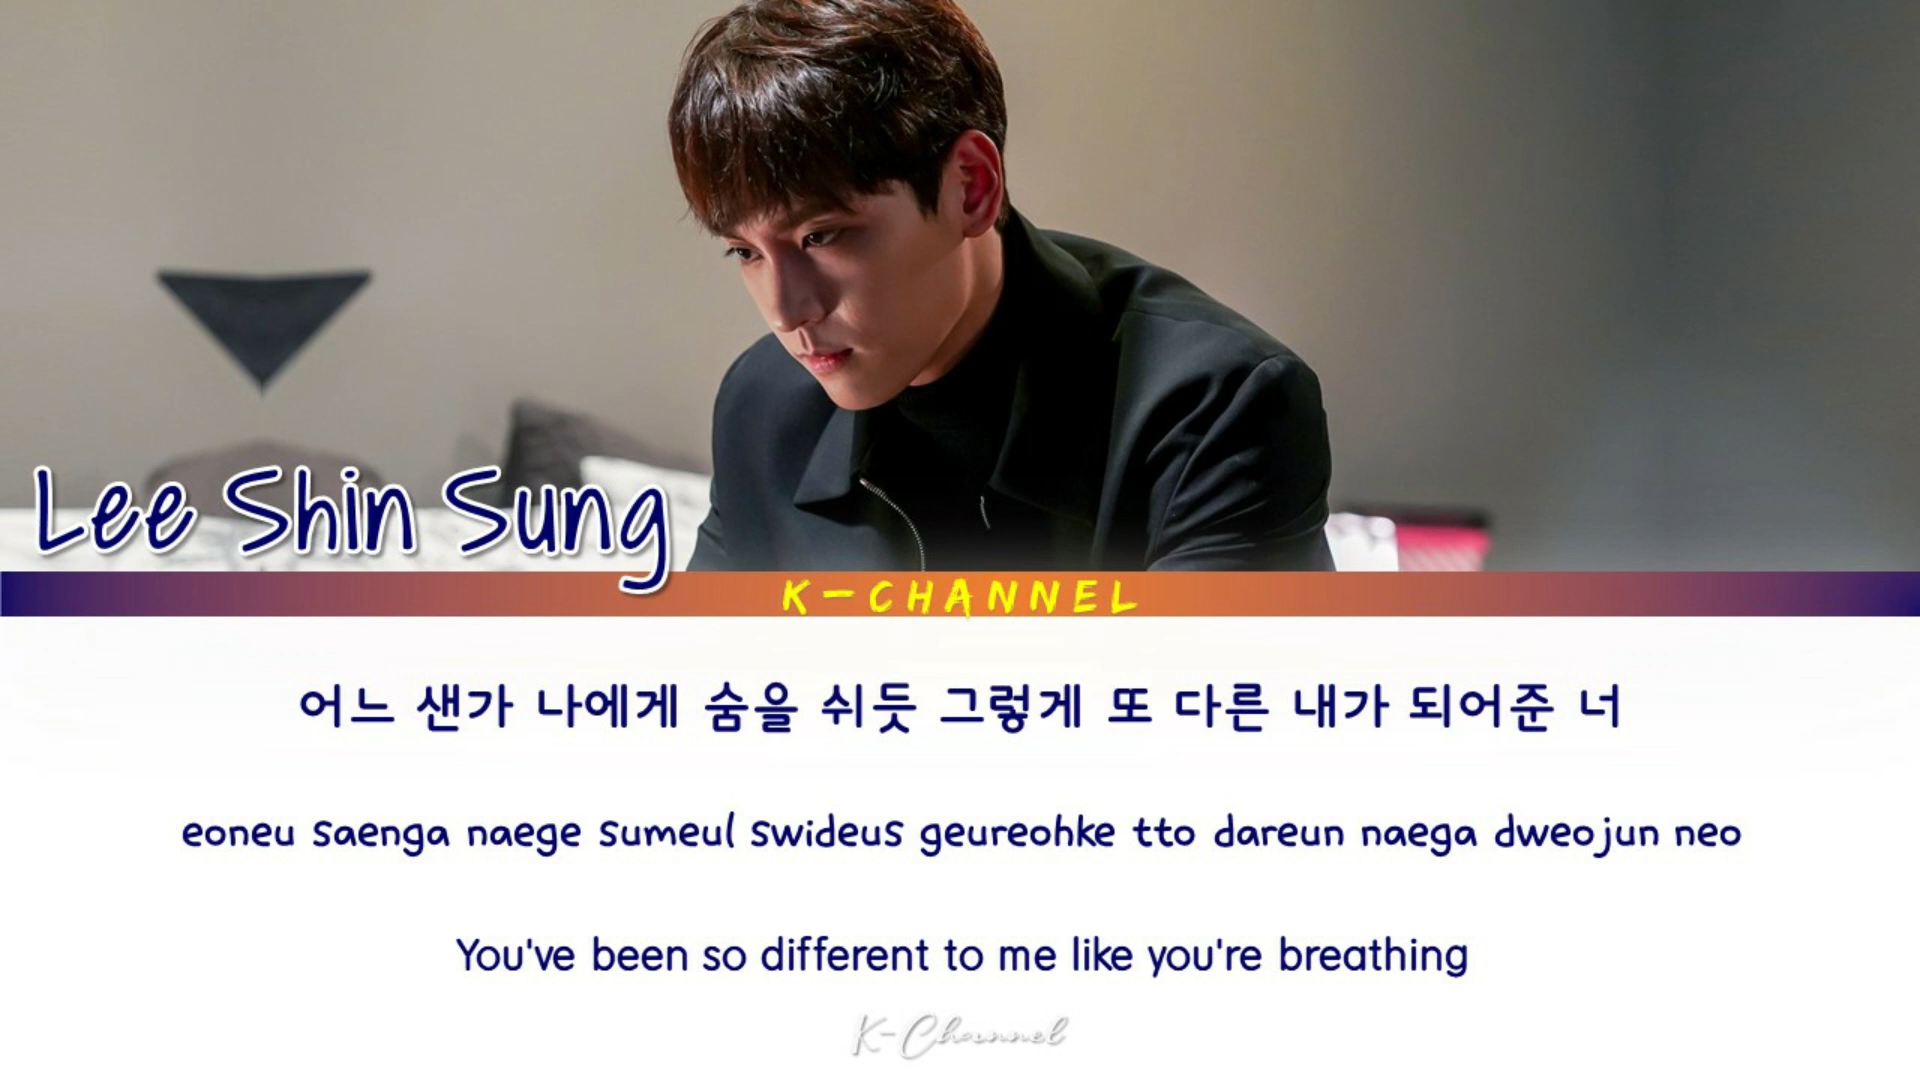 Lee Shin Sung
K-CHANNEL
어느 샌가 나에게 숨을 쉬듯 그렇게 또 다른 내가 되어준 너
eoneu saenga naege sumeul swideus geureohke tto dareun naega dweojun neo
You've been so different to me like you're breathing
K-Channel